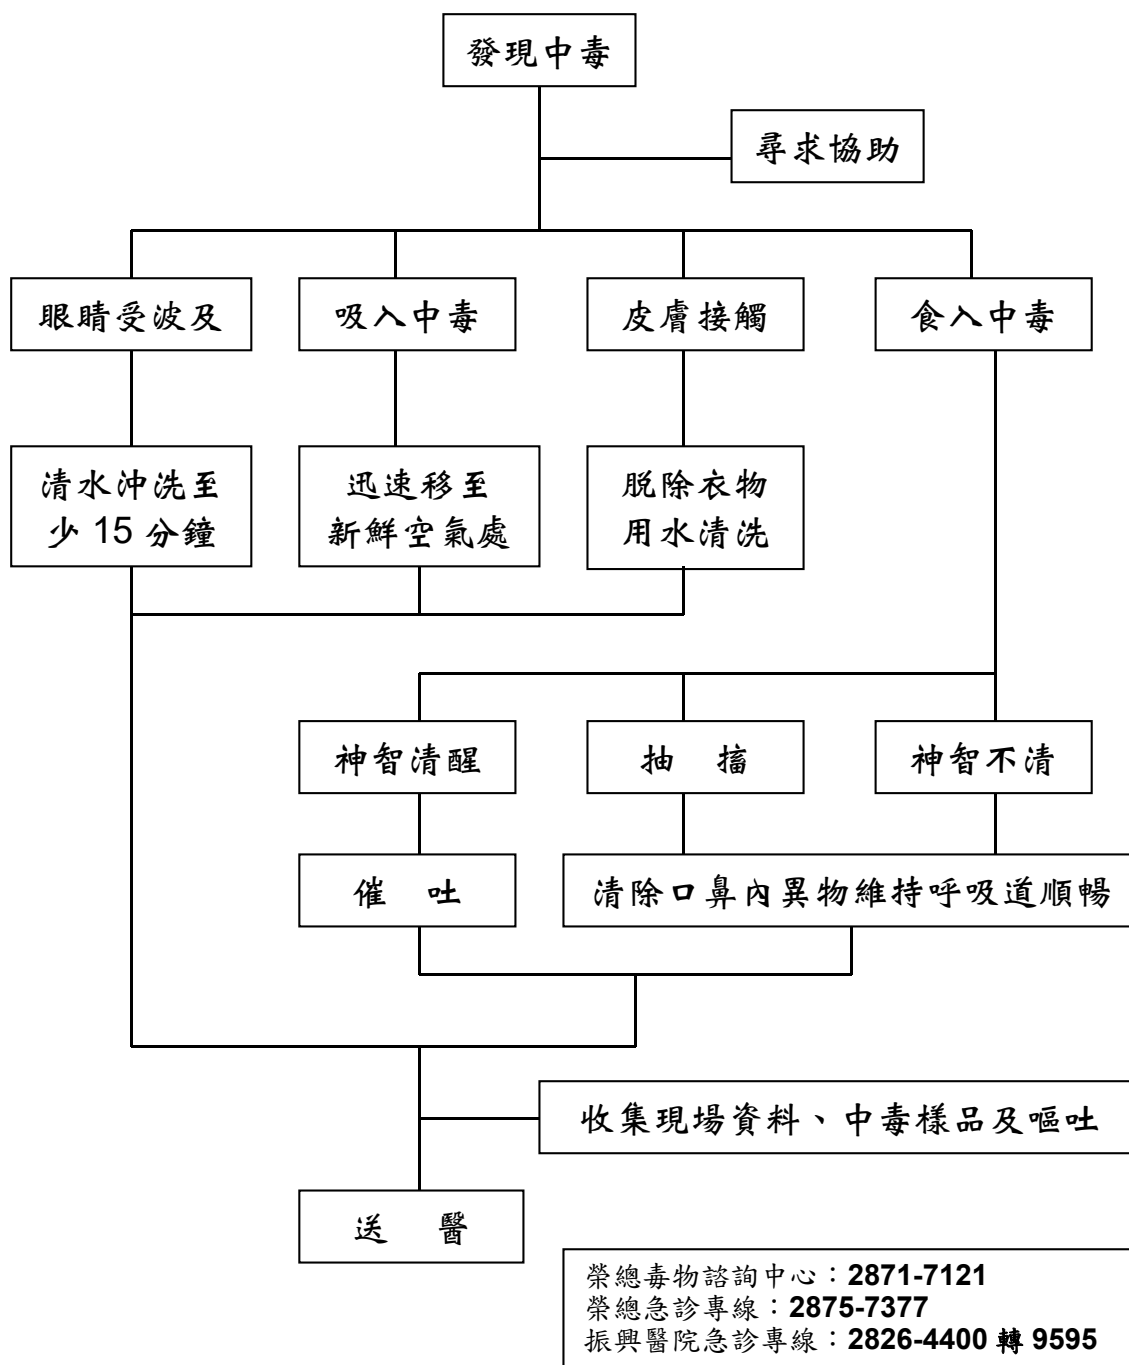 發現中毒
尋求協助
眼睛受波及
吸入中毒
皮膚接觸
食入中毒
清水沖洗至
少 15 分鐘
迅速移至
新鮮空氣處
脫除衣物
用水清洗
神智清醒
抽 搐
神智不清
催 吐
清除口鼻內異物維持呼吸道順暢
收集現場資料、中毒樣品及嘔吐
送 醫
榮總毒物諮詢中心：2871-7121
榮總急診專線：2875-7377
振興醫院急診專線：2826-4400 轉 9595